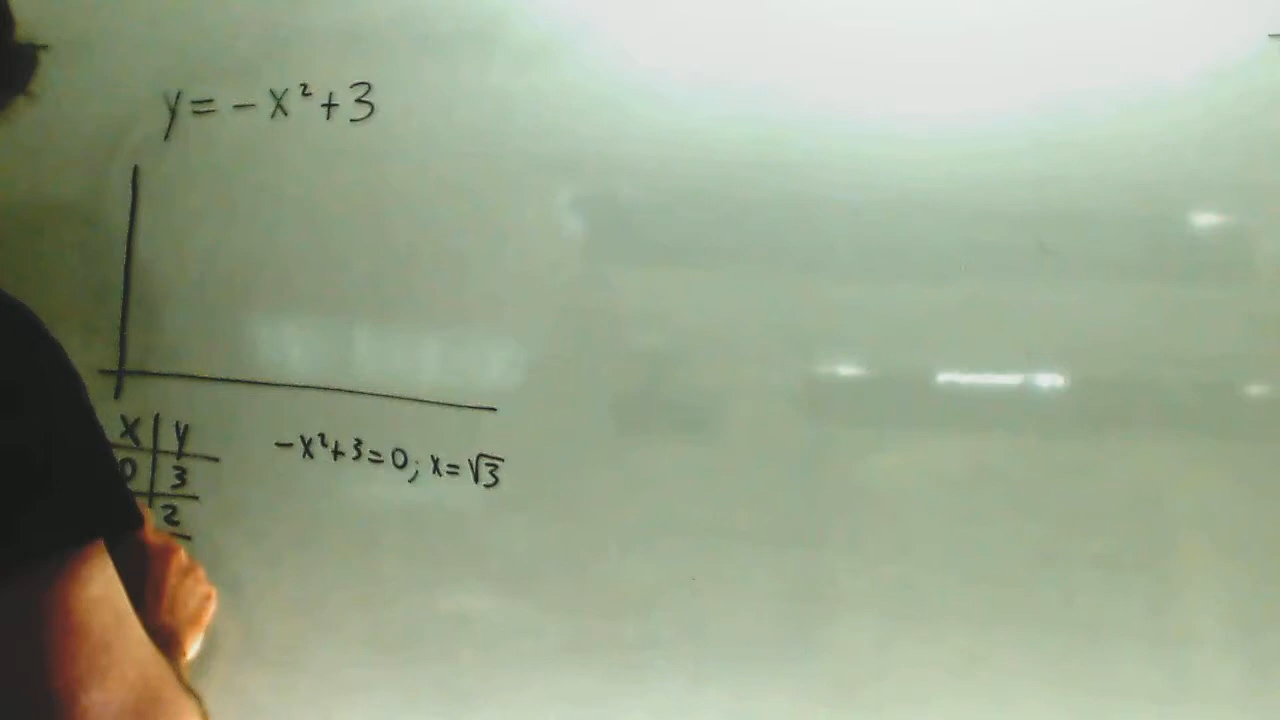 y = -x² + 3
x y
0 3
2
-x² + 3 = 0; x = √3